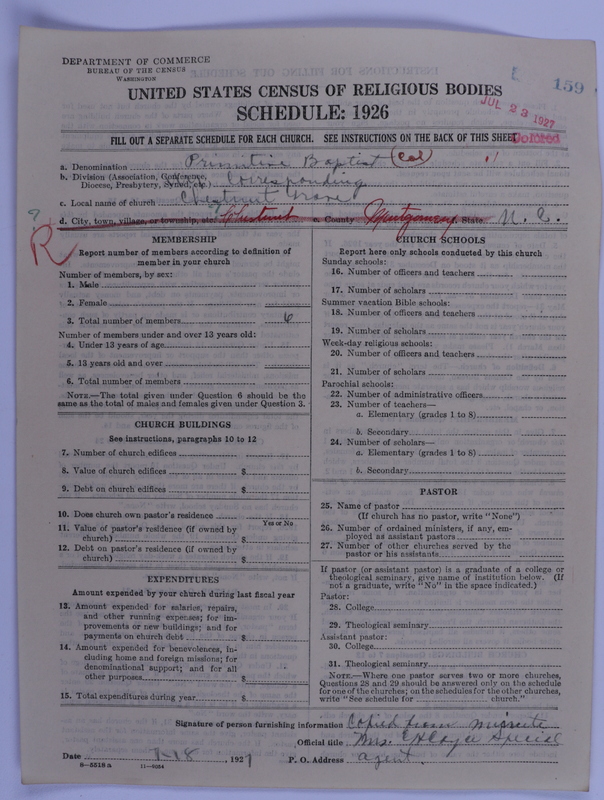 DEPARTMENT OF COMMERCE
BUREAU OF THE CENSUS
WASHINGTON
159
UNITED STATES CENSUS OF RELIGIOUS BODIES
JUL 23 1927
SCHEDULE: 1926
FILL OUT A SEPARATE SCHEDULE FOR EACH CHURCH. SEE INSTRUCTIONS ON THE BACK OF THIS SHEET
Colored
a. Denomination Primitive Baptist (Col)
b. Division (Association, Conference, Diocese, Presbytery, Synod, etc. Corresponding
c. Local name of church Chestnut Grove
? d. City, town, village, or township, etc. Chestnut e. County Montgomery State N. C.
R
MEMBERSHIP
Report number of members according to definition of
member in your church
Number of members, by sex:
1. Male
2. Female
3. Total number of members 6
Number of members under and over 13 years old:
4. Under 13 years of age
5. 13 years old and over
6. Total number of members
NOTE.—The total given under Question 6 should be the
same as the total of males and females given under Question 3.
CHURCH BUILDINGS
See instructions, paragraphs 10 to 12
7. Number of church edifices
8. Value of church edifices $
9. Debt on church edifices $
10. Does church own pastor's residence
Yes or No
11. Value of pastor's residence (if owned by
church) $
12. Debt on pastor's residence (if owned by
church) $
EXPENDITURES
Amount expended by your church during last fiscal year
13. Amount expended for salaries, repairs,
and other running expenses; for im-
provements or new buildings; and for
payments on church debt $
14. Amount expended for benevolences, in-
cluding home and foreign missions; for
denominational support; and for all
other purposes $
15. Total expenditures during year $
CHURCH SCHOOLS
Report here only schools conducted by this church
Sunday schools:
16. Number of officers and teachers
17. Number of scholars
Summer vacation Bible schools:
18. Number of officers and teachers
19. Number of scholars
Week-day religious schools:
20. Number of officers and teachers
21. Number of scholars
Parochial schools:
22. Number of administrative officers
23. Number of teachers—
a. Elementary (grades 1 to 8)
b. Secondary
24. Number of scholars—
a. Elementary (grades 1 to 8)
b. Secondary
PASTOR
25. Name of pastor
(If church has no pastor, write "None")
26. Number of ordained ministers, if any, em-
ployed as assistant pastors
27. Number of other churches served by the
pastor or his assistants
If pastor (or assistant pastor) is a graduate of a college or
theological seminary, give name of institution below. (If
not a graduate, write "No" in the space indicated.)
Pastor:
28. College
29. Theological seminary
Assistant pastor:
30. College
31. Theological seminary
NOTE.—Where one pastor serves two or more churches,
Questions 28 and 29 should be answered only on the schedule
for one of the churches; on the schedules for the other churches,
write "See schedule for church."
Signature of person furnishing information Copied from minute
Official title Mrs. Special
Date 7-18, 1927 P. O. Address agent
8—5518 a 11—6054